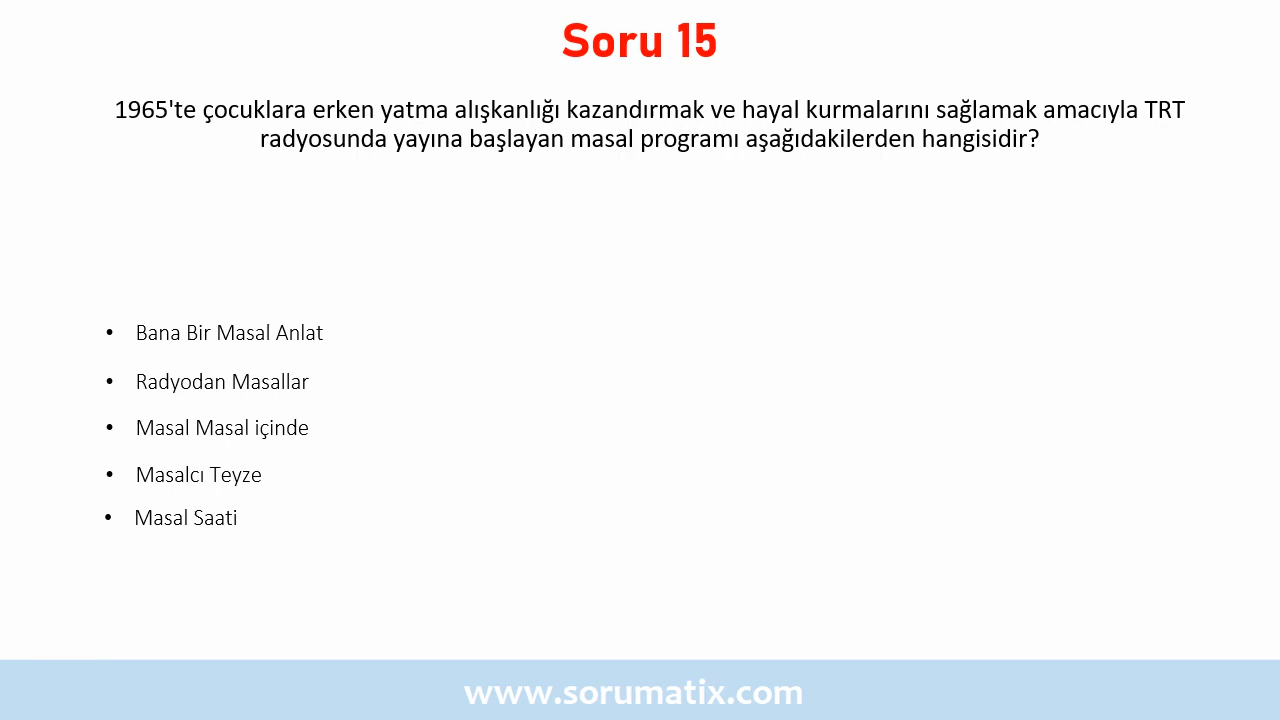 Soru 15
1965'te çocuklara erken yatma alışkanlığı kazandırmak ve hayal kurmalarını sağlamak amacıyla TRT
radyosunda yayına başlayan masal programı aşağıdakilerden hangisidir?
• Bana Bir Masal Anlat
• Radyodan Masallar
• Masal Masal içinde
• Masalcı Teyze
• Masal Saati
www.sorumatix.com